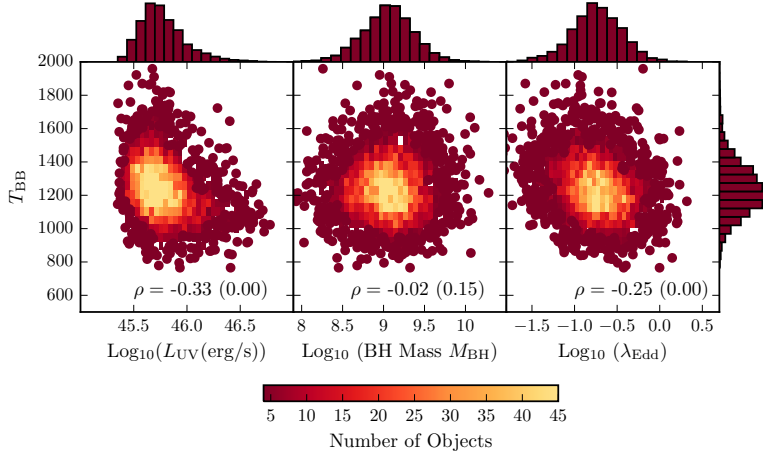 2000
1800
1600
1400
1200
1000
800
600
T_BB
ρ = -0.33 (0.00)
ρ = -0.02 (0.15)
ρ = -0.25 (0.00)
45.5 46.0 46.5
8 8.5 9 9.5 10
−1.5 −1.0 −0.5 0.0 0.5
Log₁₀(L_UV(erg/s))
Log₁₀ (BH Mass M_BH)
Log₁₀ (λ_Edd)
5 10 15 20 25 30 35 40 45
Number of Objects